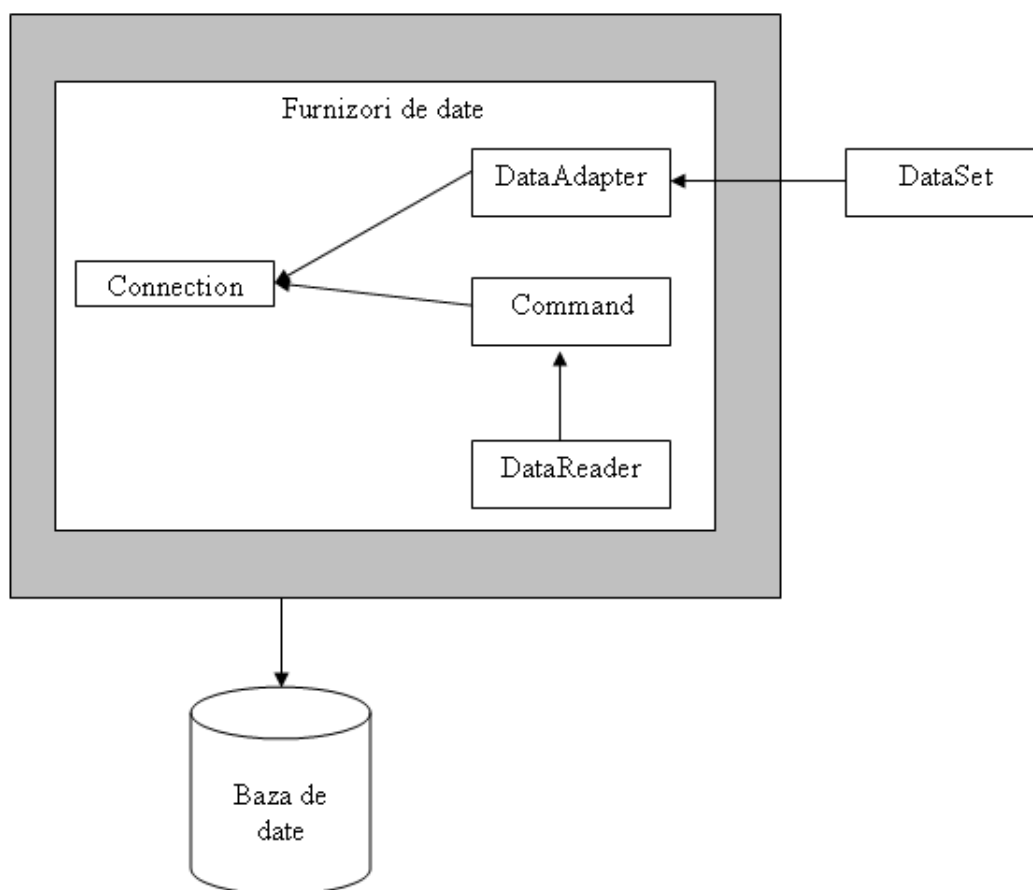 Furnizori de date
DataAdapter
DataSet
Connection
Command
DataReader
Baza de
date